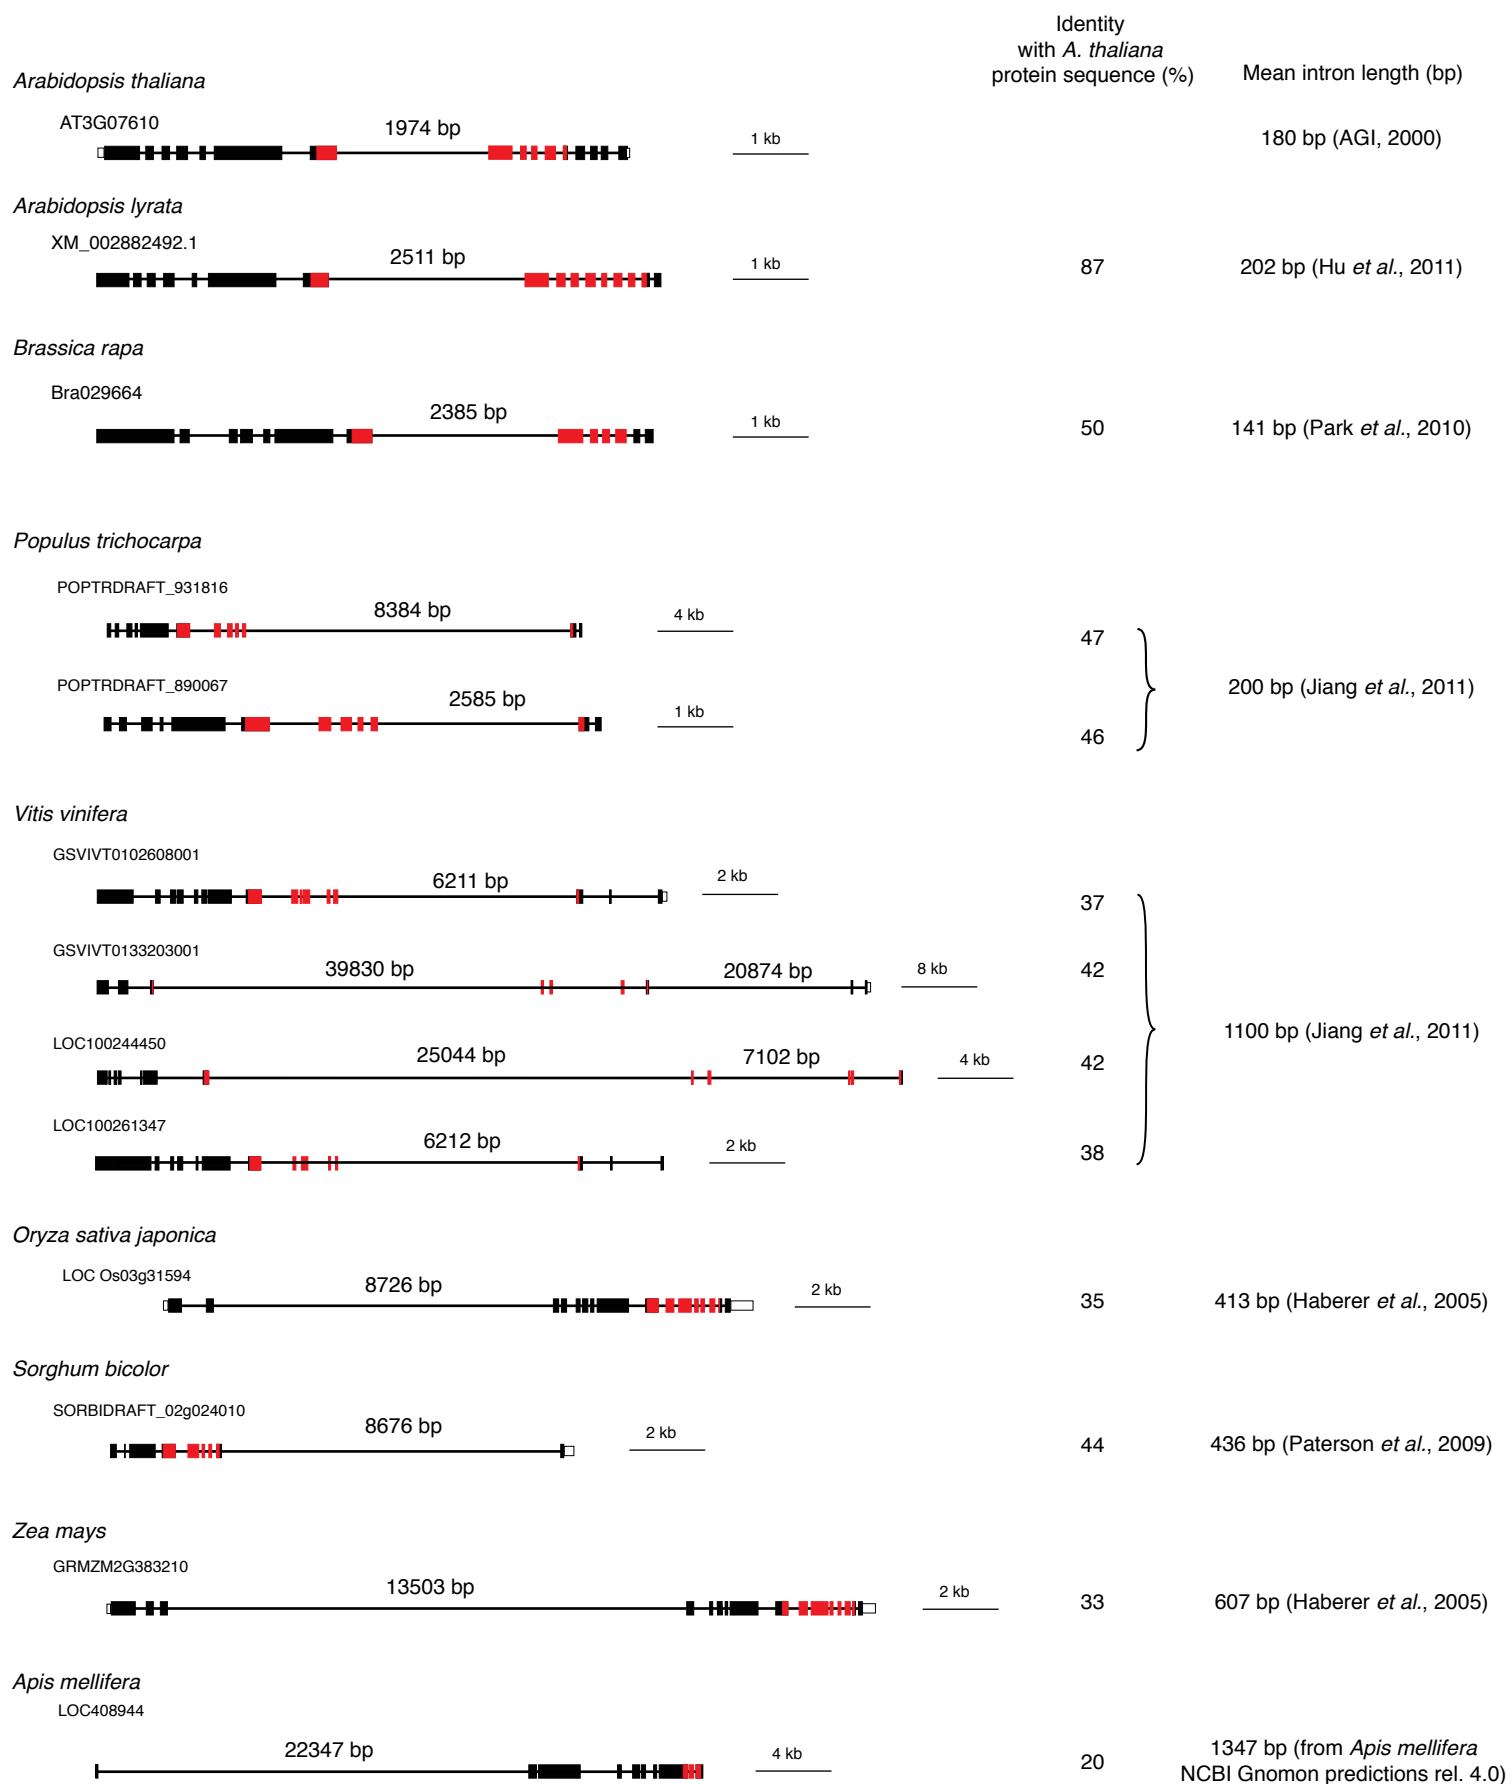 Identity
with A. thaliana
protein sequence (%)
Mean intron length (bp)
Arabidopsis thaliana
AT3G07610
1974 bp
1 kb
180 bp (AGI, 2000)
Arabidopsis lyrata
XM_002882492.1
2511 bp
1 kb
87
202 bp (Hu et al., 2011)
Brassica rapa
Bra029664
2385 bp
1 kb
50
141 bp (Park et al., 2010)
Populus trichocarpa
POPTRDRAFT_931816
8384 bp
4 kb
47
POPTRDRAFT_890067
2585 bp
1 kb
46
200 bp (Jiang et al., 2011)
Vitis vinifera
GSVIVT0102608001
6211 bp
2 kb
37
GSVIVT0133203001
39830 bp
20874 bp
8 kb
42
LOC100244450
25044 bp
7102 bp
4 kb
42
1100 bp (Jiang et al., 2011)
LOC100261347
6212 bp
2 kb
38
Oryza sativa japonica
LOC Os03g31594
8726 bp
2 kb
35
413 bp (Haberer et al., 2005)
Sorghum bicolor
SORBIDRAFT_02g024010
8676 bp
2 kb
44
436 bp (Paterson et al., 2009)
Zea mays
GRMZM2G383210
13503 bp
2 kb
33
607 bp (Haberer et al., 2005)
Apis mellifera
LOC408944
22347 bp
4 kb
20
1347 bp (from Apis mellifera
NCBI Gnomon predictions rel. 4.0)